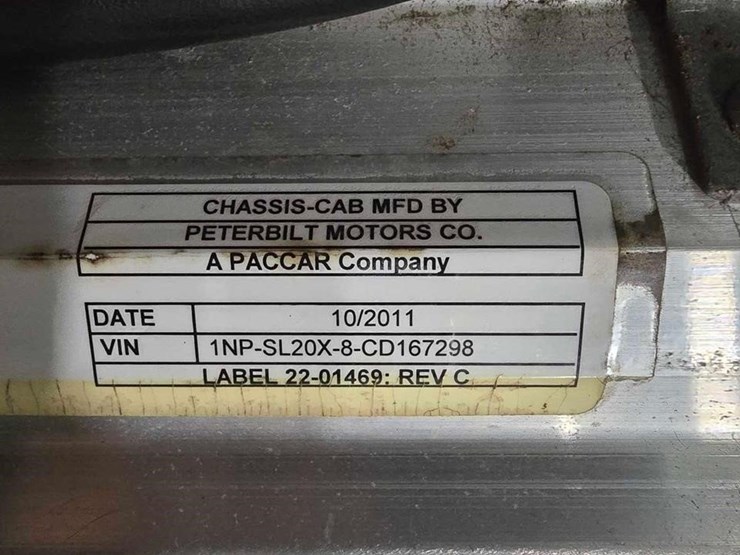 CHASSIS-CAB MFD BY
PETERBILT MOTORS CO.
A PACCAR Company
DATE 10/2011
VIN 1NP-SL20X-8-CD167298
LABEL 22-01469: REV C